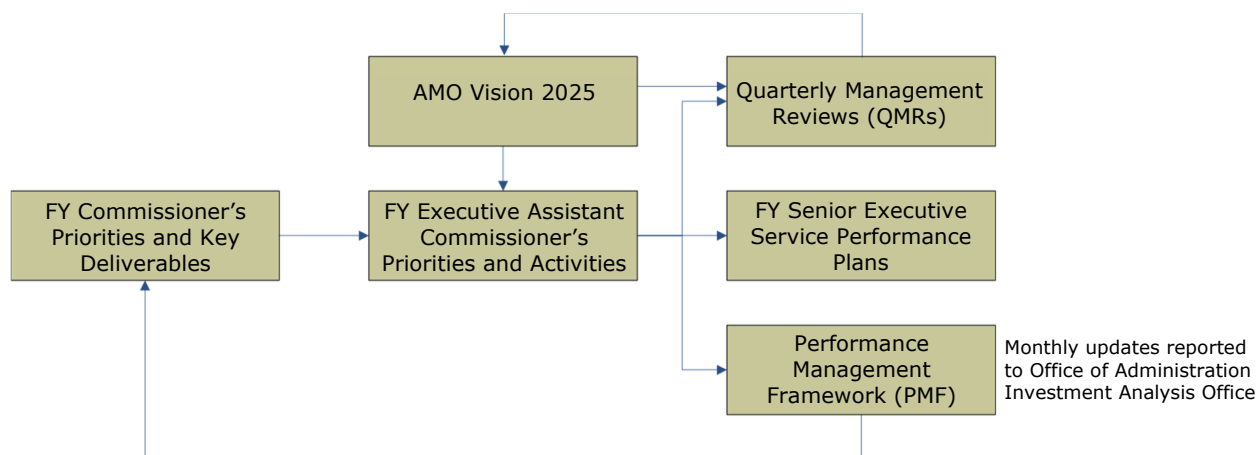 AMO Vision 2025
Quarterly Management
Reviews (QMRs)
FY Commissioner’s
Priorities and Key
Deliverables
FY Executive Assistant
Commissioner’s
Priorities and Activities
FY Senior Executive
Service Performance
Plans
Performance
Management
Framework (PMF)
Monthly updates reported
to Office of Administration
Investment Analysis Office